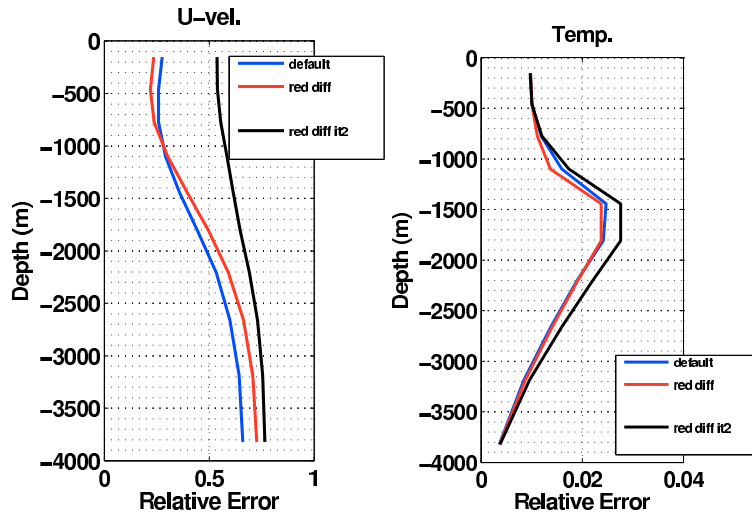 U-vel.
0
−500
−1000
−1500
−2000
−2500
−3000
−3500
−4000
Depth (m)
0
0.5
1
Relative Error
default
red diff
red diff it2
Temp.
0
−500
−1000
−1500
−2000
−2500
−3000
−3500
−4000
Depth (m)
0
0.02
0.04
Relative Error
default
red diff
red diff it2